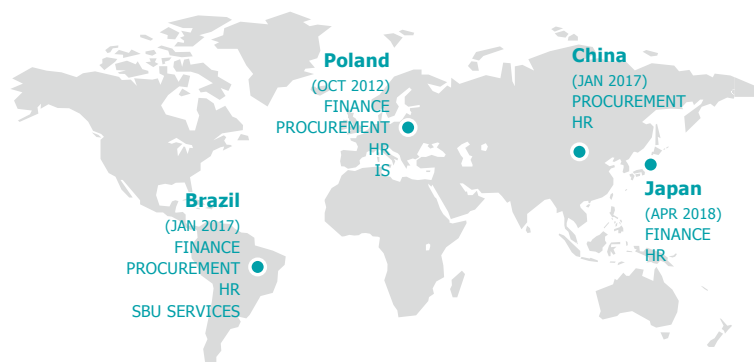 Poland
(OCT 2012)
FINANCE
PROCUREMENT
HR
IS
China
(JAN 2017)
PROCUREMENT
HR
Brazil
(JAN 2017)
FINANCE
PROCUREMENT
HR
SBU SERVICES
Japan
(APR 2018)
FINANCE
HR